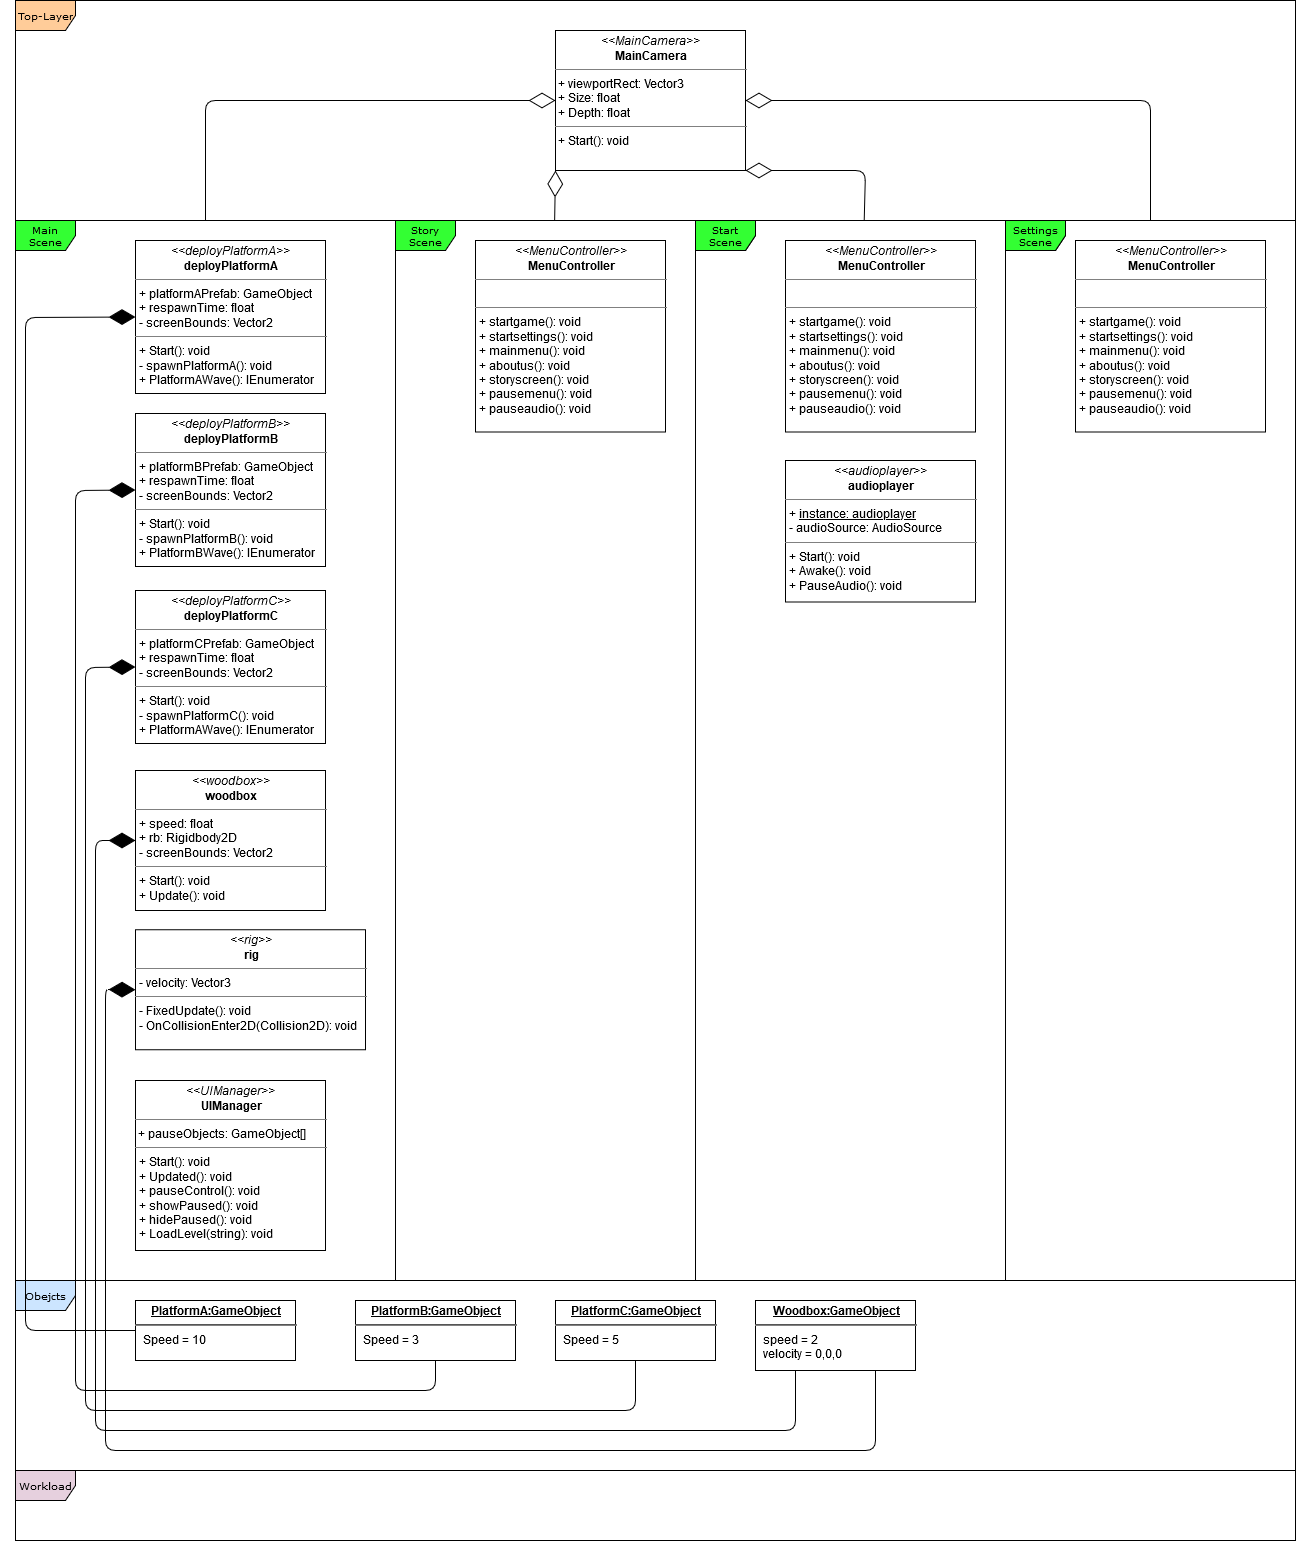 Top-Layer
<<MainCamera>>
MainCamera
+ viewportRect: Vector3
+ Size: float
+ Depth: float
+ Start(): void
Main
Scene
<<deployPlatformA>>
deployPlatformA
+ platformAPrefab: GameObject
+ respawnTime: float
- screenBounds: Vector2
+ Start(): void
- spawnPlatformA(): void
+ PlatformAWave(): IEnumerator
<<deployPlatformB>>
deployPlatformB
+ platformBPrefab: GameObject
+ respawnTime: float
- screenBounds: Vector2
+ Start(): void
- spawnPlatformB(): void
+ PlatformBWave(): IEnumerator
<<deployPlatformC>>
deployPlatformC
+ platformCPrefab: GameObject
+ respawnTime: float
- screenBounds: Vector2
+ Start(): void
- spawnPlatformC(): void
+ PlatformAWave(): IEnumerator
<<woodbox>>
woodbox
+ speed: float
+ rb: Rigidbody2D
- screenBounds: Vector2
+ Start(): void
+ Update(): void
<<rig>>
rig
- velocity: Vector3
- FixedUpdate(): void
- OnCollisionEnter2D(Collision2D): void
<<UIManager>>
UIManager
+ pauseObjects: GameObject[]
+ Start(): void
+ Updated(): void
+ pauseControl(): void
+ showPaused(): void
+ hidePaused(): void
+ LoadLevel(string): void
Story
Scene
<<MenuController>>
MenuController
+ startgame(): void
+ startsettings(): void
+ mainmenu(): void
+ aboutus(): void
+ storyscreen(): void
+ pausemenu(): void
+ pauseaudio(): void
Start
Scene
<<MenuController>>
MenuController
+ startgame(): void
+ startsettings(): void
+ mainmenu(): void
+ aboutus(): void
+ storyscreen(): void
+ pausemenu(): void
+ pauseaudio(): void
<<audioplayer>>
audioplayer
+ instance: audioplayer
- audioSource: AudioSource
+ Start(): void
+ Awake(): void
+ PauseAudio(): void
Settings
Scene
<<MenuController>>
MenuController
+ startgame(): void
+ startsettings(): void
+ mainmenu(): void
+ aboutus(): void
+ storyscreen(): void
+ pausemenu(): void
+ pauseaudio(): void
Obejcts
PlatformA:GameObject
Speed = 10
PlatformB:GameObject
Speed = 3
PlatformC:GameObject
Speed = 5
Woodbox:GameObject
speed = 2
velocity = 0,0,0
Workload